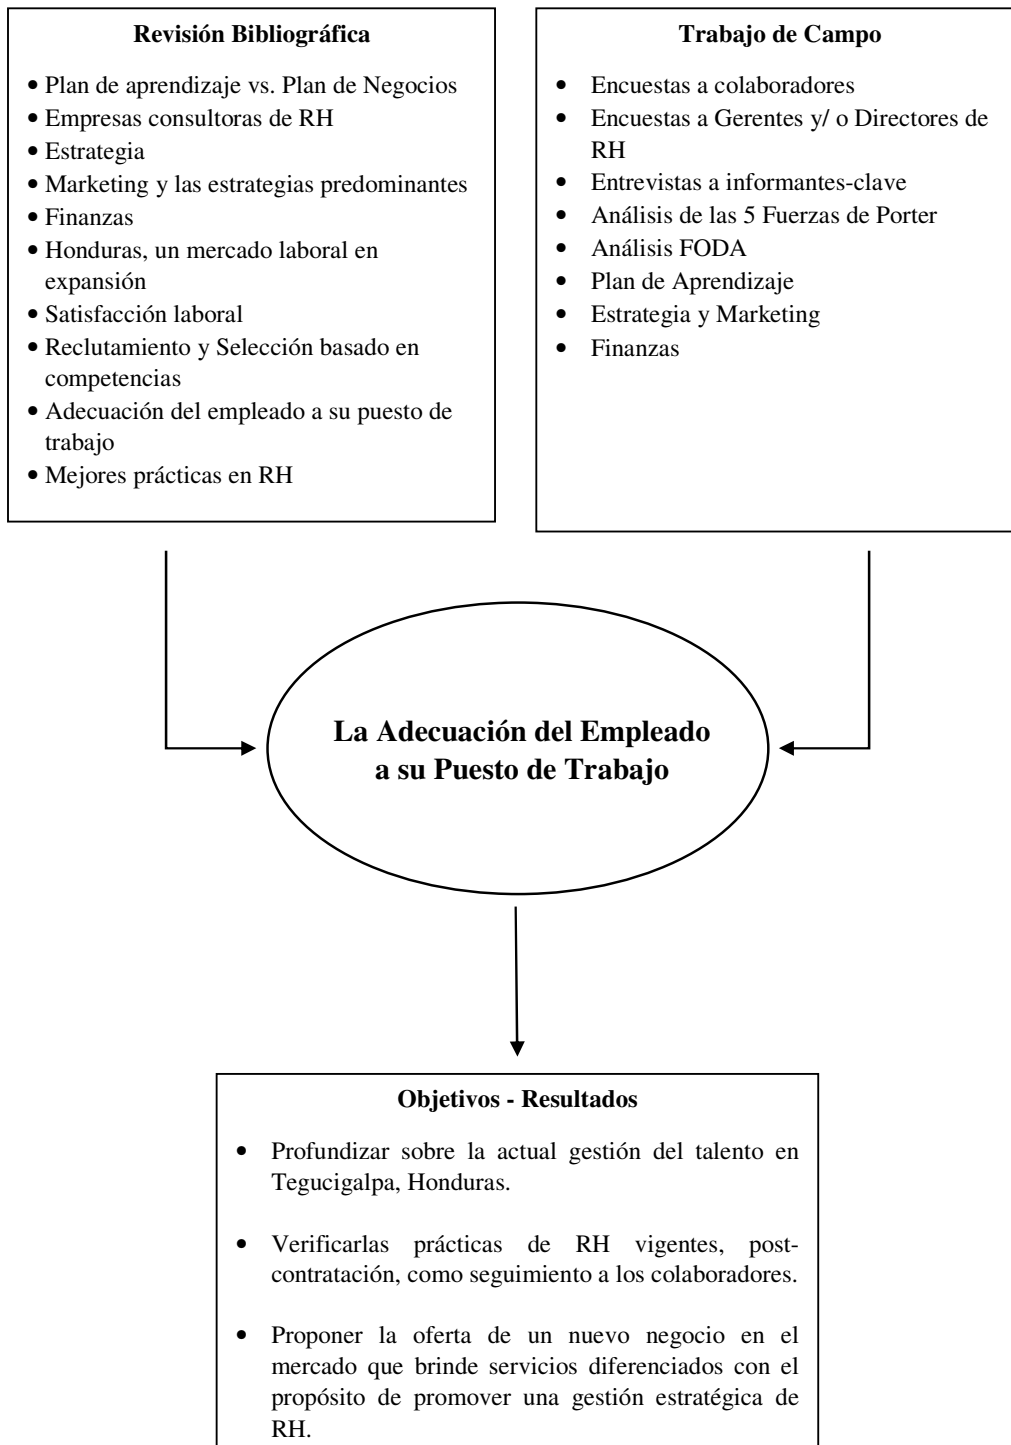 Revisión Bibliográfica
• Plan de aprendizaje vs. Plan de Negocios
• Empresas consultoras de RH
• Estrategia
• Marketing y las estrategias predominantes
• Finanzas
• Honduras, un mercado laboral en
expansión
• Satisfacción laboral
• Reclutamiento y Selección basado en
competencias
• Adecuación del empleado a su puesto de
trabajo
• Mejores prácticas en RH
Trabajo de Campo
• Encuestas a colaboradores
• Encuestas a Gerentes y/ o Directores de
RH
• Entrevistas a informantes-clave
• Análisis de las 5 Fuerzas de Porter
• Análisis FODA
• Plan de Aprendizaje
• Estrategia y Marketing
• Finanzas
La Adecuación del Empleado
a su Puesto de Trabajo
Objetivos - Resultados
• Profundizar sobre la actual gestión del talento en
Tegucigalpa, Honduras.
• Verificarlas prácticas de RH vigentes, post-
contratación, como seguimiento a los colaboradores.
• Proponer la oferta de un nuevo negocio en el
mercado que brinde servicios diferenciados con el
propósito de promover una gestión estratégica de
RH.